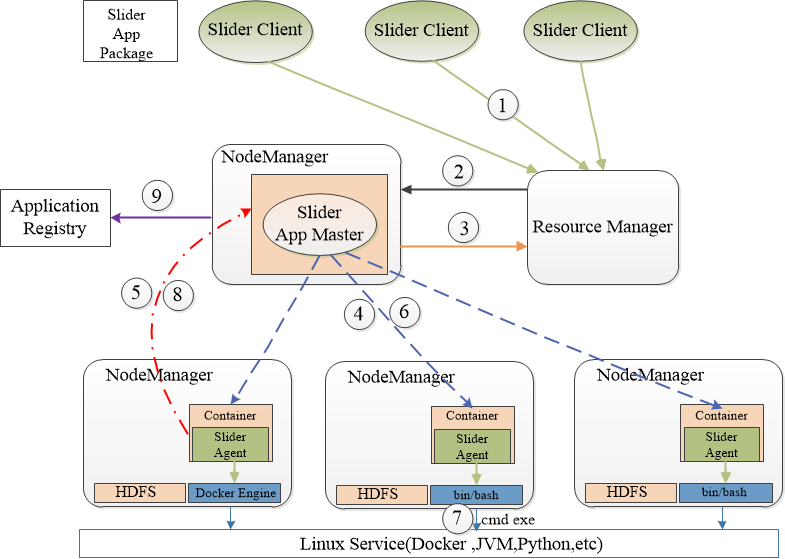 Slider
App
Package
Slider Client
Slider Client
Slider Client
1
NodeManager
Slider
App Master
2
3
Resource Manager
9
Application
Registry
5
8
4
6
NodeManager
Container
Slider
Agent
HDFS
Docker Engine
NodeManager
Container
Slider
Agent
HDFS
bin/bash
NodeManager
Container
Slider
Agent
HDFS
bin/bash
7
cmd exe
Linux Service(Docker ,JVM,Python,etc)